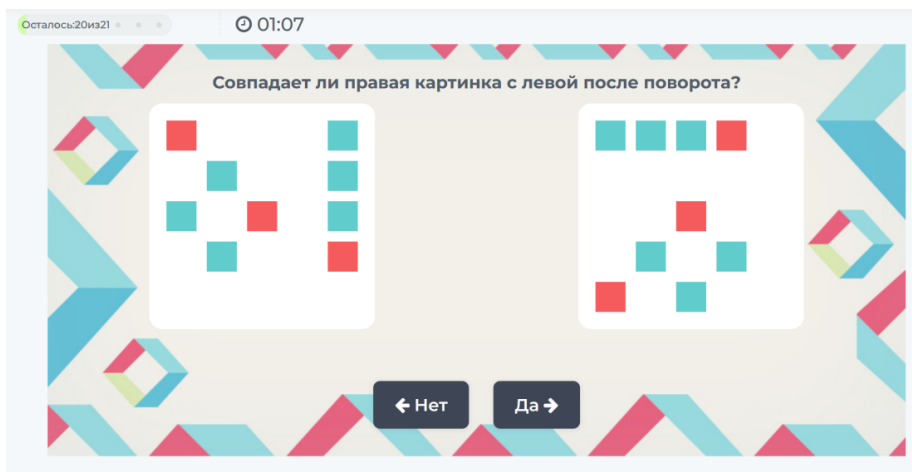 Осталось:20из21
01:07
Совпадает ли правая картинка с левой после поворота?
← Нет
Да →